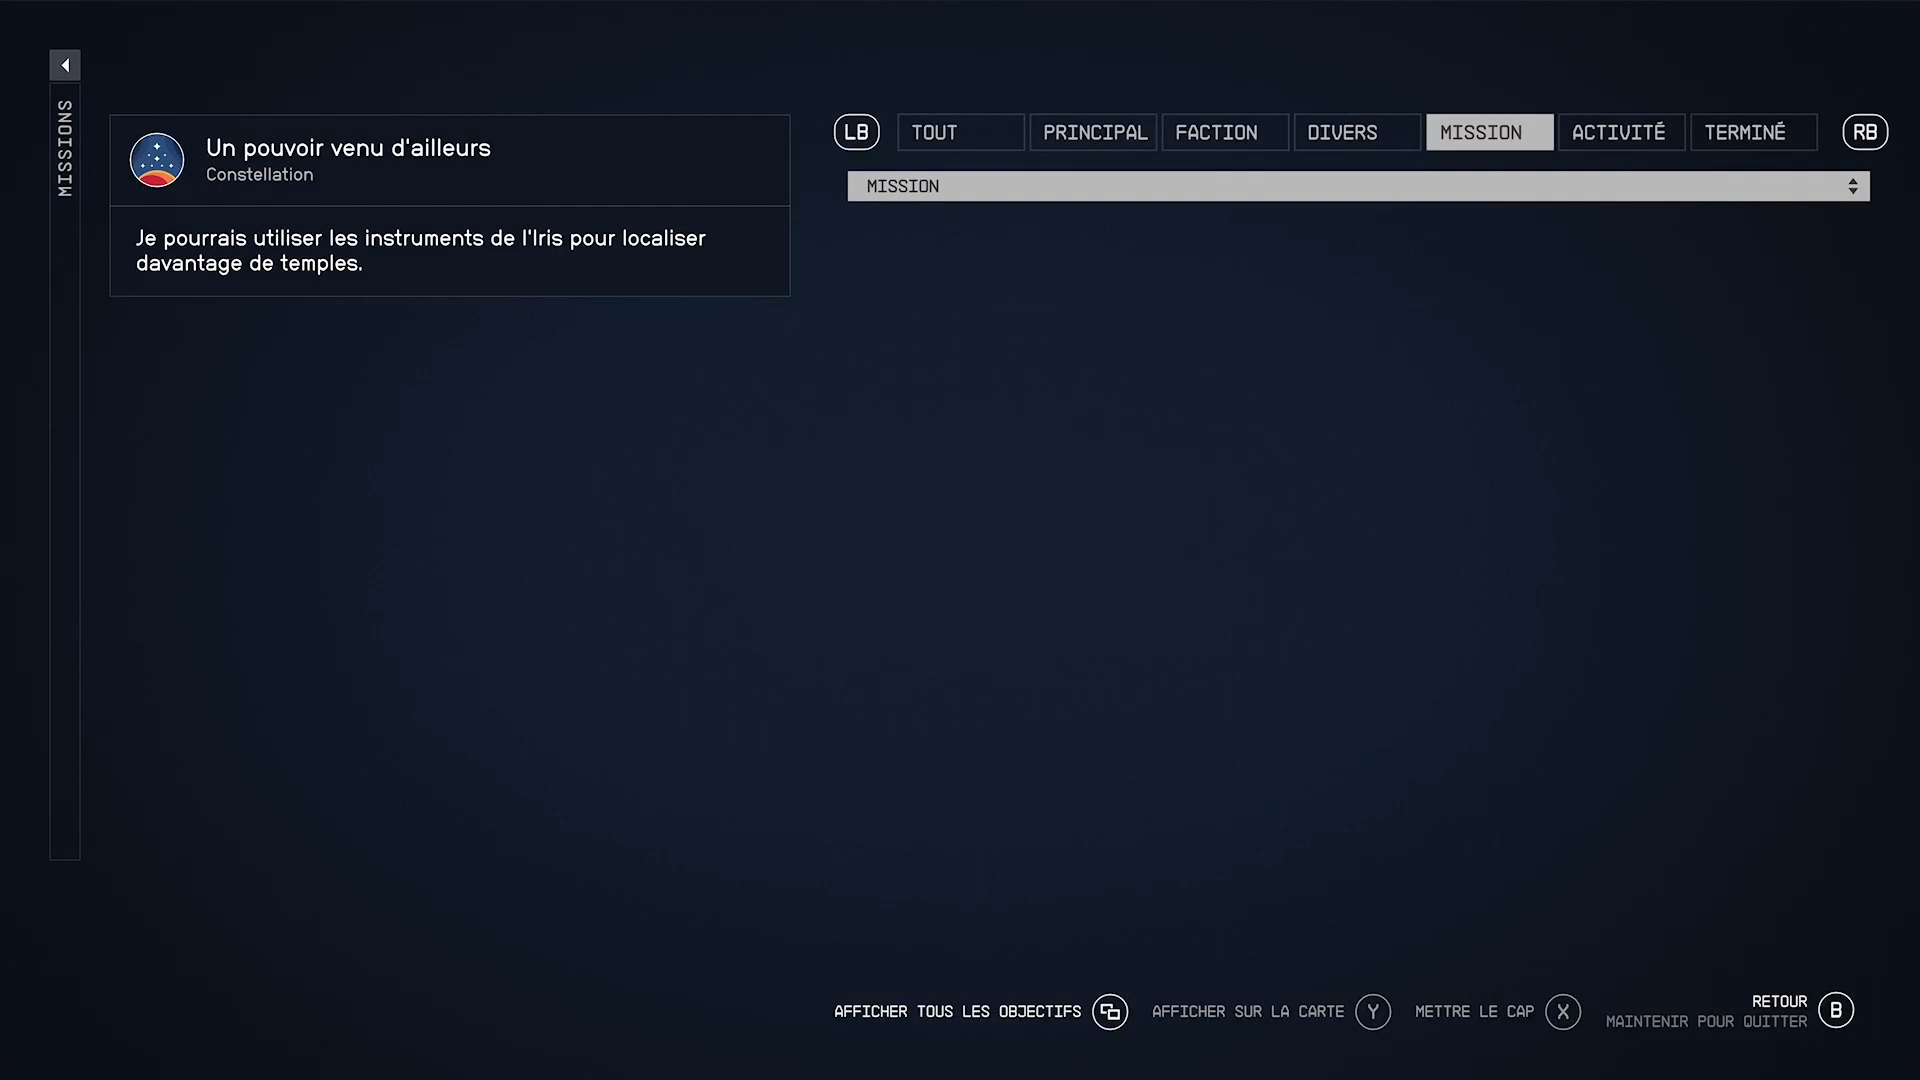 MISSIONS
Un pouvoir venu d'ailleurs
Constellation
Je pourrais utiliser les instruments de l'Iris pour localiser
davantage de temples.
LB TOUT PRINCIPAL FACTION DIVERS MISSION ACTIVITÉ TERMINÉ RB
MISSION
AFFICHER TOUS LES OBJECTIFS AFFICHER SUR LA CARTE Y METTRE LE CAP X RETOUR B
MAINTENIR POUR QUITTER